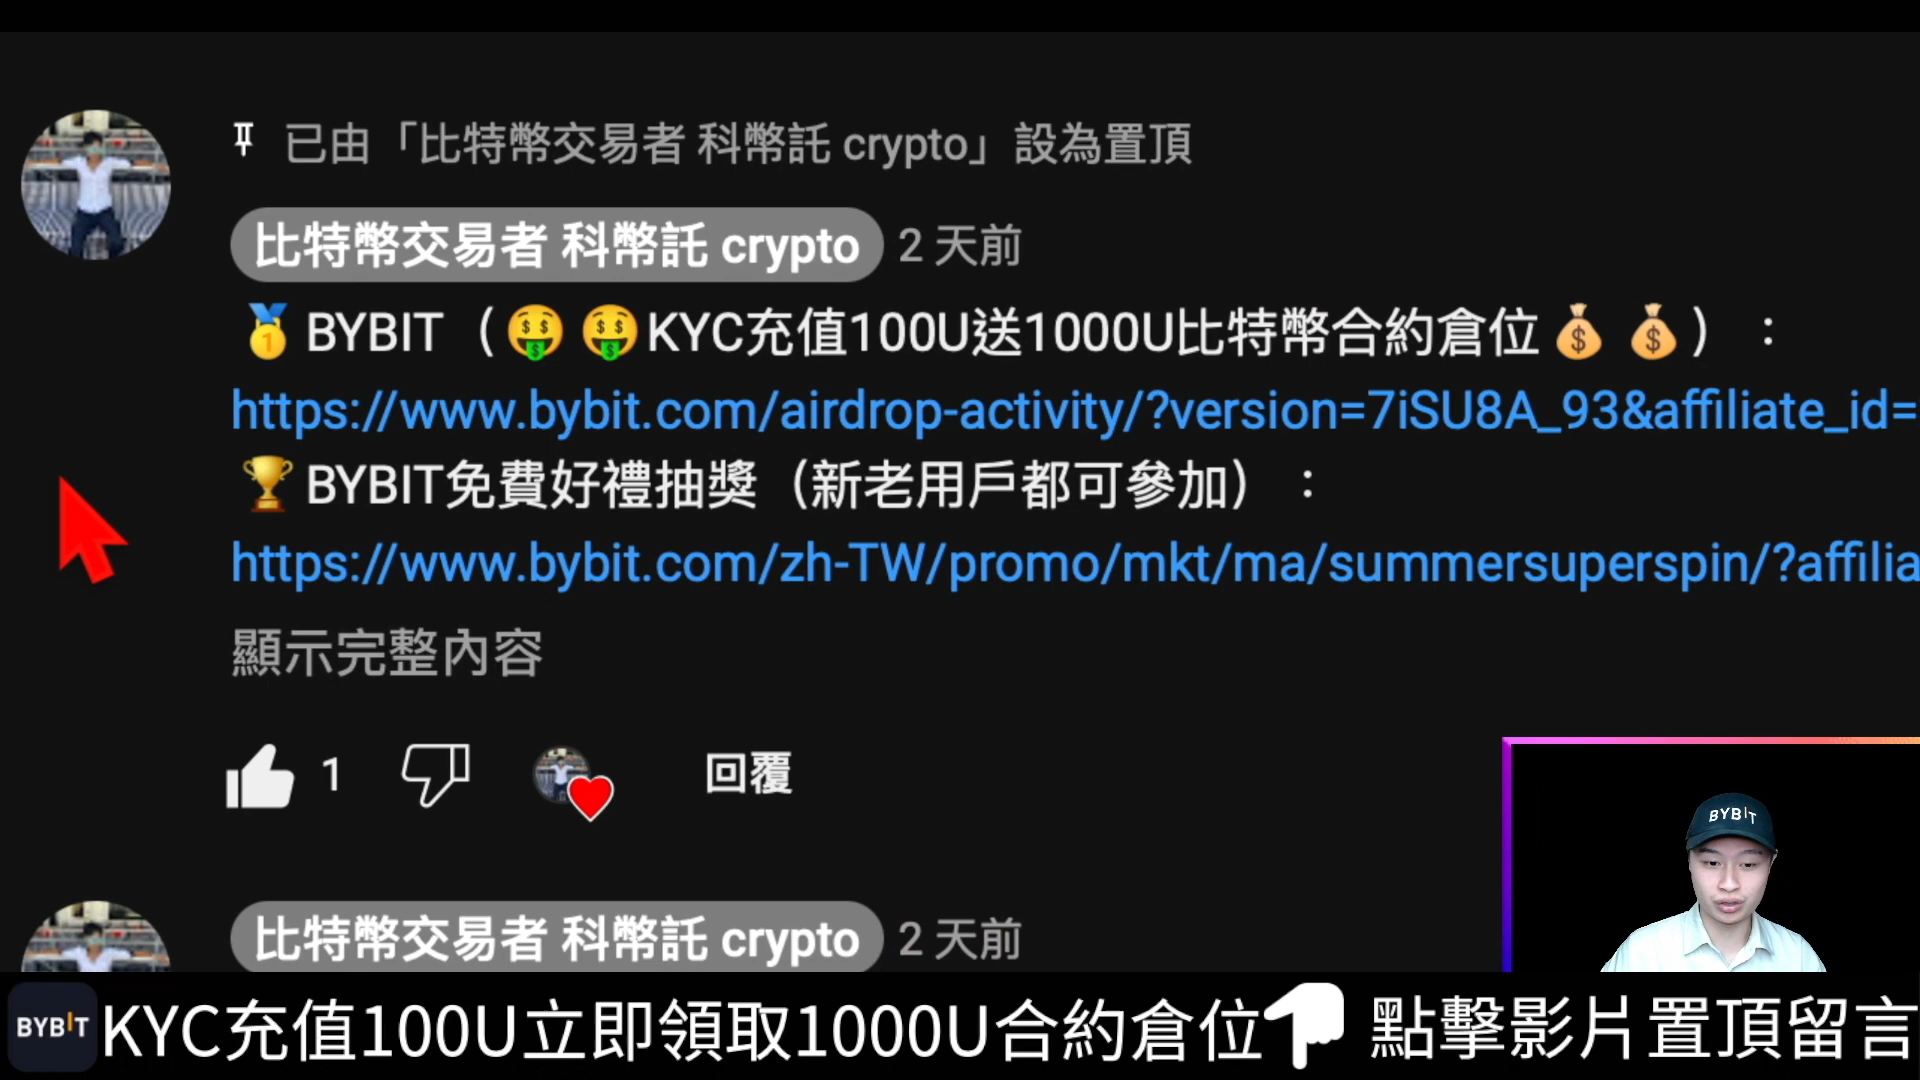 已由「比特幣交易者 科幣託 crypto」設為置頂
比特幣交易者 科幣託 crypto 2 天前
🥇BYBIT（🤑🤑KYC充值100U送1000U比特幣合約倉位💰💰）：
https://www.bybit.com/airdrop-activity/?version=7iSU8A_93&affiliate_id=
🏆BYBIT免費好禮抽獎（新老用戶都可參加）：
https://www.bybit.com/zh-TW/promo/mkt/ma/summersuperspin/?affilia
顯示完整內容
1 回覆
BYBIT
比特幣交易者 科幣託 crypto 2 天前
BYBIT KYC充值100U立即領取1000U合約倉位 點擊影片置頂留言